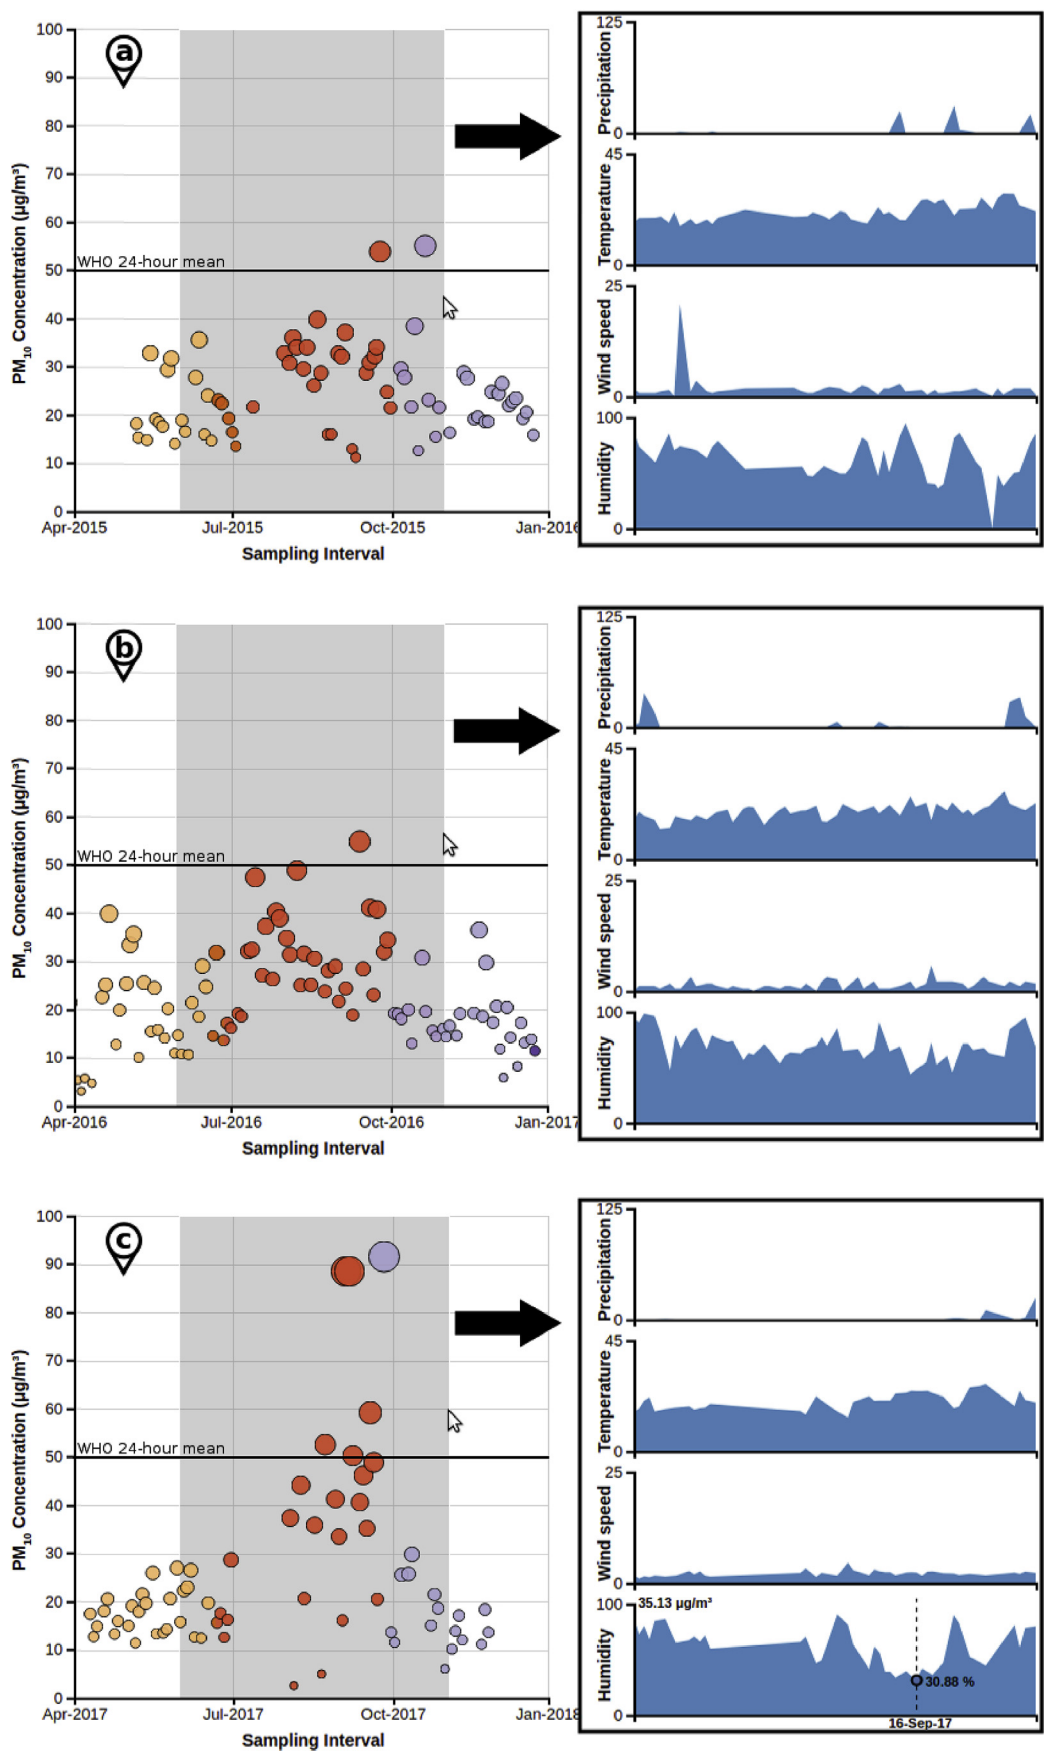 a
100
90
80
70
60
50
40
30
20
10
0
PM10 Concentration (µg/m³)
WHO 24-hour mean
Apr-2015
Jul-2015
Oct-2015
Jan-2016
Sampling Interval
125
0
Precipitation
45
0
Temperature
25
0
Wind speed
100
0
Humidity
b
100
90
80
70
60
50
40
30
20
10
0
PM10 Concentration (µg/m³)
WHO 24-hour mean
Apr-2016
Jul-2016
Oct-2016
Jan-2017
Sampling Interval
125
0
Precipitation
45
0
Temperature
25
0
Wind speed
100
0
Humidity
c
100
90
80
70
60
50
40
30
20
10
0
PM10 Concentration (µg/m³)
WHO 24-hour mean
Apr-2017
Jul-2017
Oct-2017
Jan-2018
Sampling Interval
125
0
Precipitation
45
0
Temperature
25
0
Wind speed
100
0
Humidity
35.13 µg/m³
30.88 %
16-Sep-17